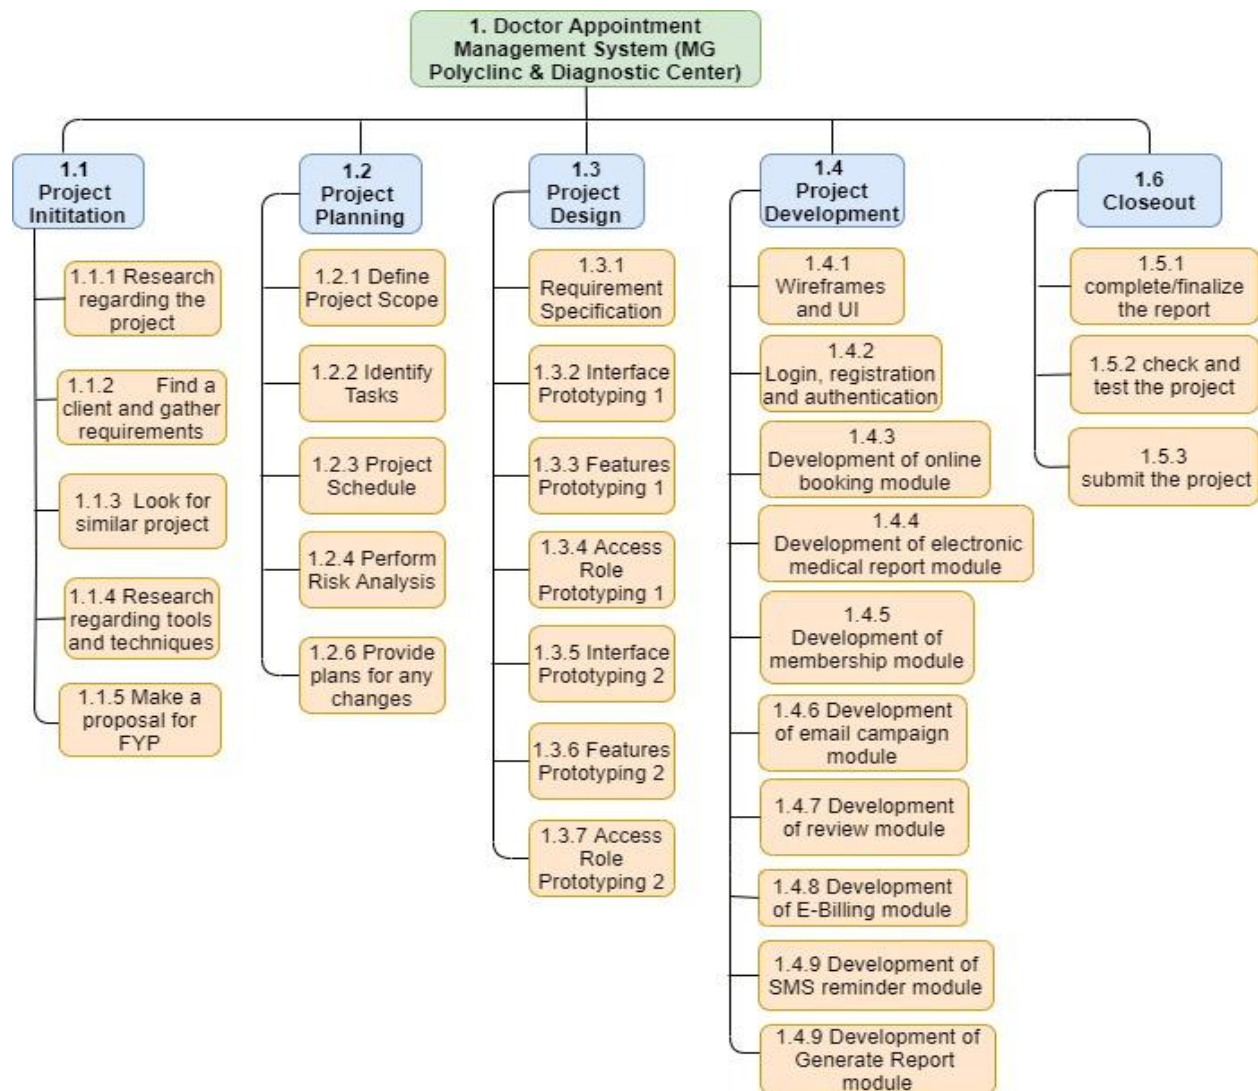 1. Doctor Appointment
Management System (MG
Polyclinc & Diagnostic Center)
1.1
Project
Inititation
1.1.1 Research
regarding the
project
1.1.2 Find a
client and gather
requirements
1.1.3 Look for
similar project
1.1.4 Research
regarding tools
and techniques
1.1.5 Make a
proposal for
FYP
1.2
Project
Planning
1.2.1 Define
Project Scope
1.2.2 Identify
Tasks
1.2.3 Project
Schedule
1.2.4 Perform
Risk Analysis
1.2.6 Provide
plans for any
changes
1.3
Project
Design
1.3.1
Requirement
Specification
1.3.2 Interface
Prototyping 1
1.3.3 Features
Prototyping 1
1.3.4 Access
Role
Prototyping 1
1.3.5 Interface
Prototyping 2
1.3.6 Features
Prototyping 2
1.3.7 Access
Role
Prototyping 2
1.4
Project
Development
1.4.1
Wireframes
and UI
1.4.2
Login, registration
and authentication
1.4.3
Development of online
booking module
1.4.4
Development of electronic
medical report module
1.4.5
Development of
membership module
1.4.6 Development
of email campaign
module
1.4.7 Development
of review module
1.4.8 Development
of E-Billing module
1.4.9 Development of
SMS reminder module
1.4.9 Development of
Generate Report
module
1.6
Closeout
1.5.1
complete/finalize
the report
1.5.2 check and
test the project
1.5.3
submit the project